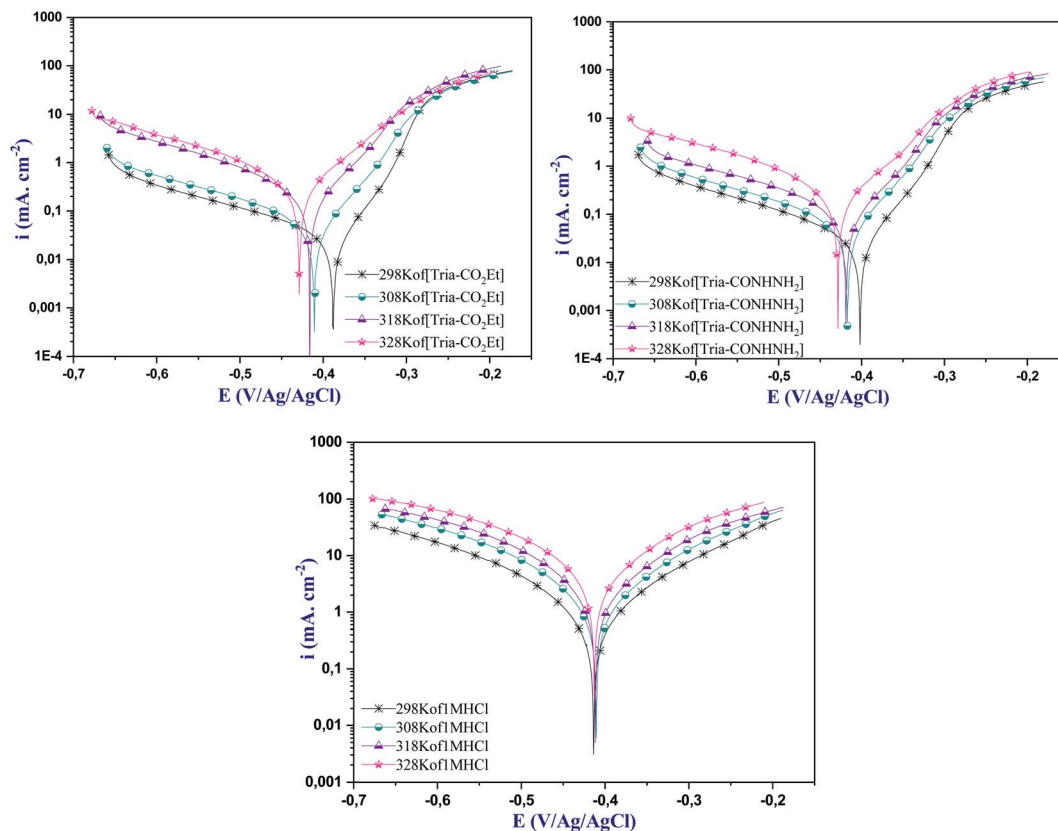 1000
100
10
1
0,1
0,01
0,001
1E-4
i (mA. cm⁻²)
298Kof[Tria-CO₂Et]
308Kof[Tria-CO₂Et]
318Kof[Tria-CO₂Et]
328Kof[Tria-CO₂Et]
-0,7 -0,6 -0,5 -0,4 -0,3 -0,2
E (V/Ag/AgCl)
1000
100
10
1
0,1
0,01
0,001
1E-4
i (mA. cm⁻²)
298Kof[Tria-CONHNH₂]
308Kof[Tria-CONHNH₂]
318Kof[Tria-CONHNH₂]
328Kof[Tria-CONHNH₂]
-0,7 -0,6 -0,5 -0,4 -0,3 -0,2
E (V/Ag/AgCl)
1000
100
10
1
0,1
0,01
0,001
i (mA. cm⁻²)
298Kof1MHCl
308Kof1MHCl
318Kof1MHCl
328Kof1MHCl
-0,7 -0,6 -0,5 -0,4 -0,3 -0,2
E (V/Ag/AgCl)